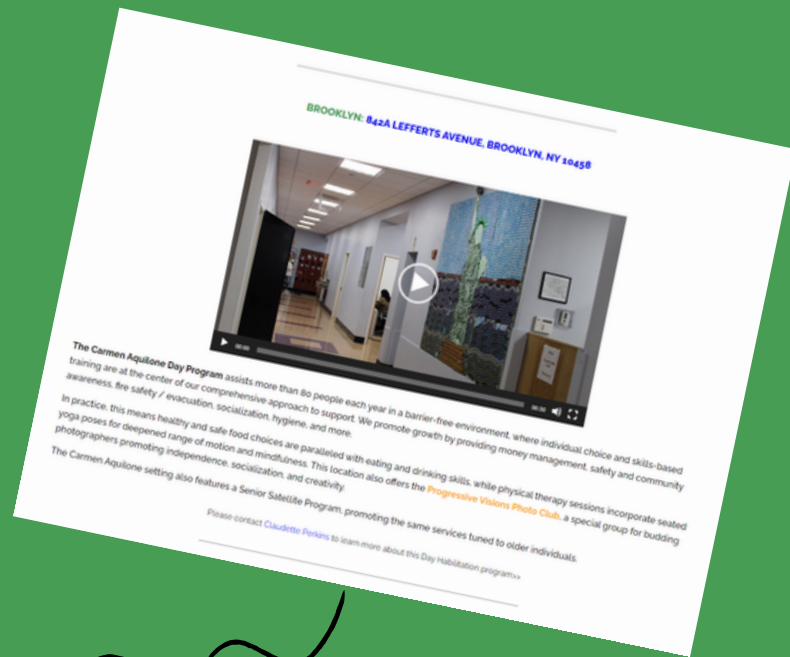 BROOKLYN: 842A LEFFERTS AVENUE, BROOKLYN, NY 10458
00:00
00:00
The Carmen Aquilone Day Program assists more than 80 people each year in a barrier-free environment, where individual choice and skills-based
training are at the center of our comprehensive approach to support. We promote growth by providing money management, safety and community
awareness, fire safety / evacuation, socialization, hygiene, and more.
In practice, this means healthy and safe food choices are paralleled with eating and drinking skills, while physical therapy sessions incorporate seated
yoga poses for deepened range of motion and mindfulness. This location also offers the Progressive Visions Photo Club, a special group for budding
photographers promoting independence, socialization, and creativity.
The Carmen Aquilone setting also features a Senior Satellite Program, promoting the same services tuned to older individuals.
Please contact Claudette Perkins to learn more about this Day Habilitation program>>